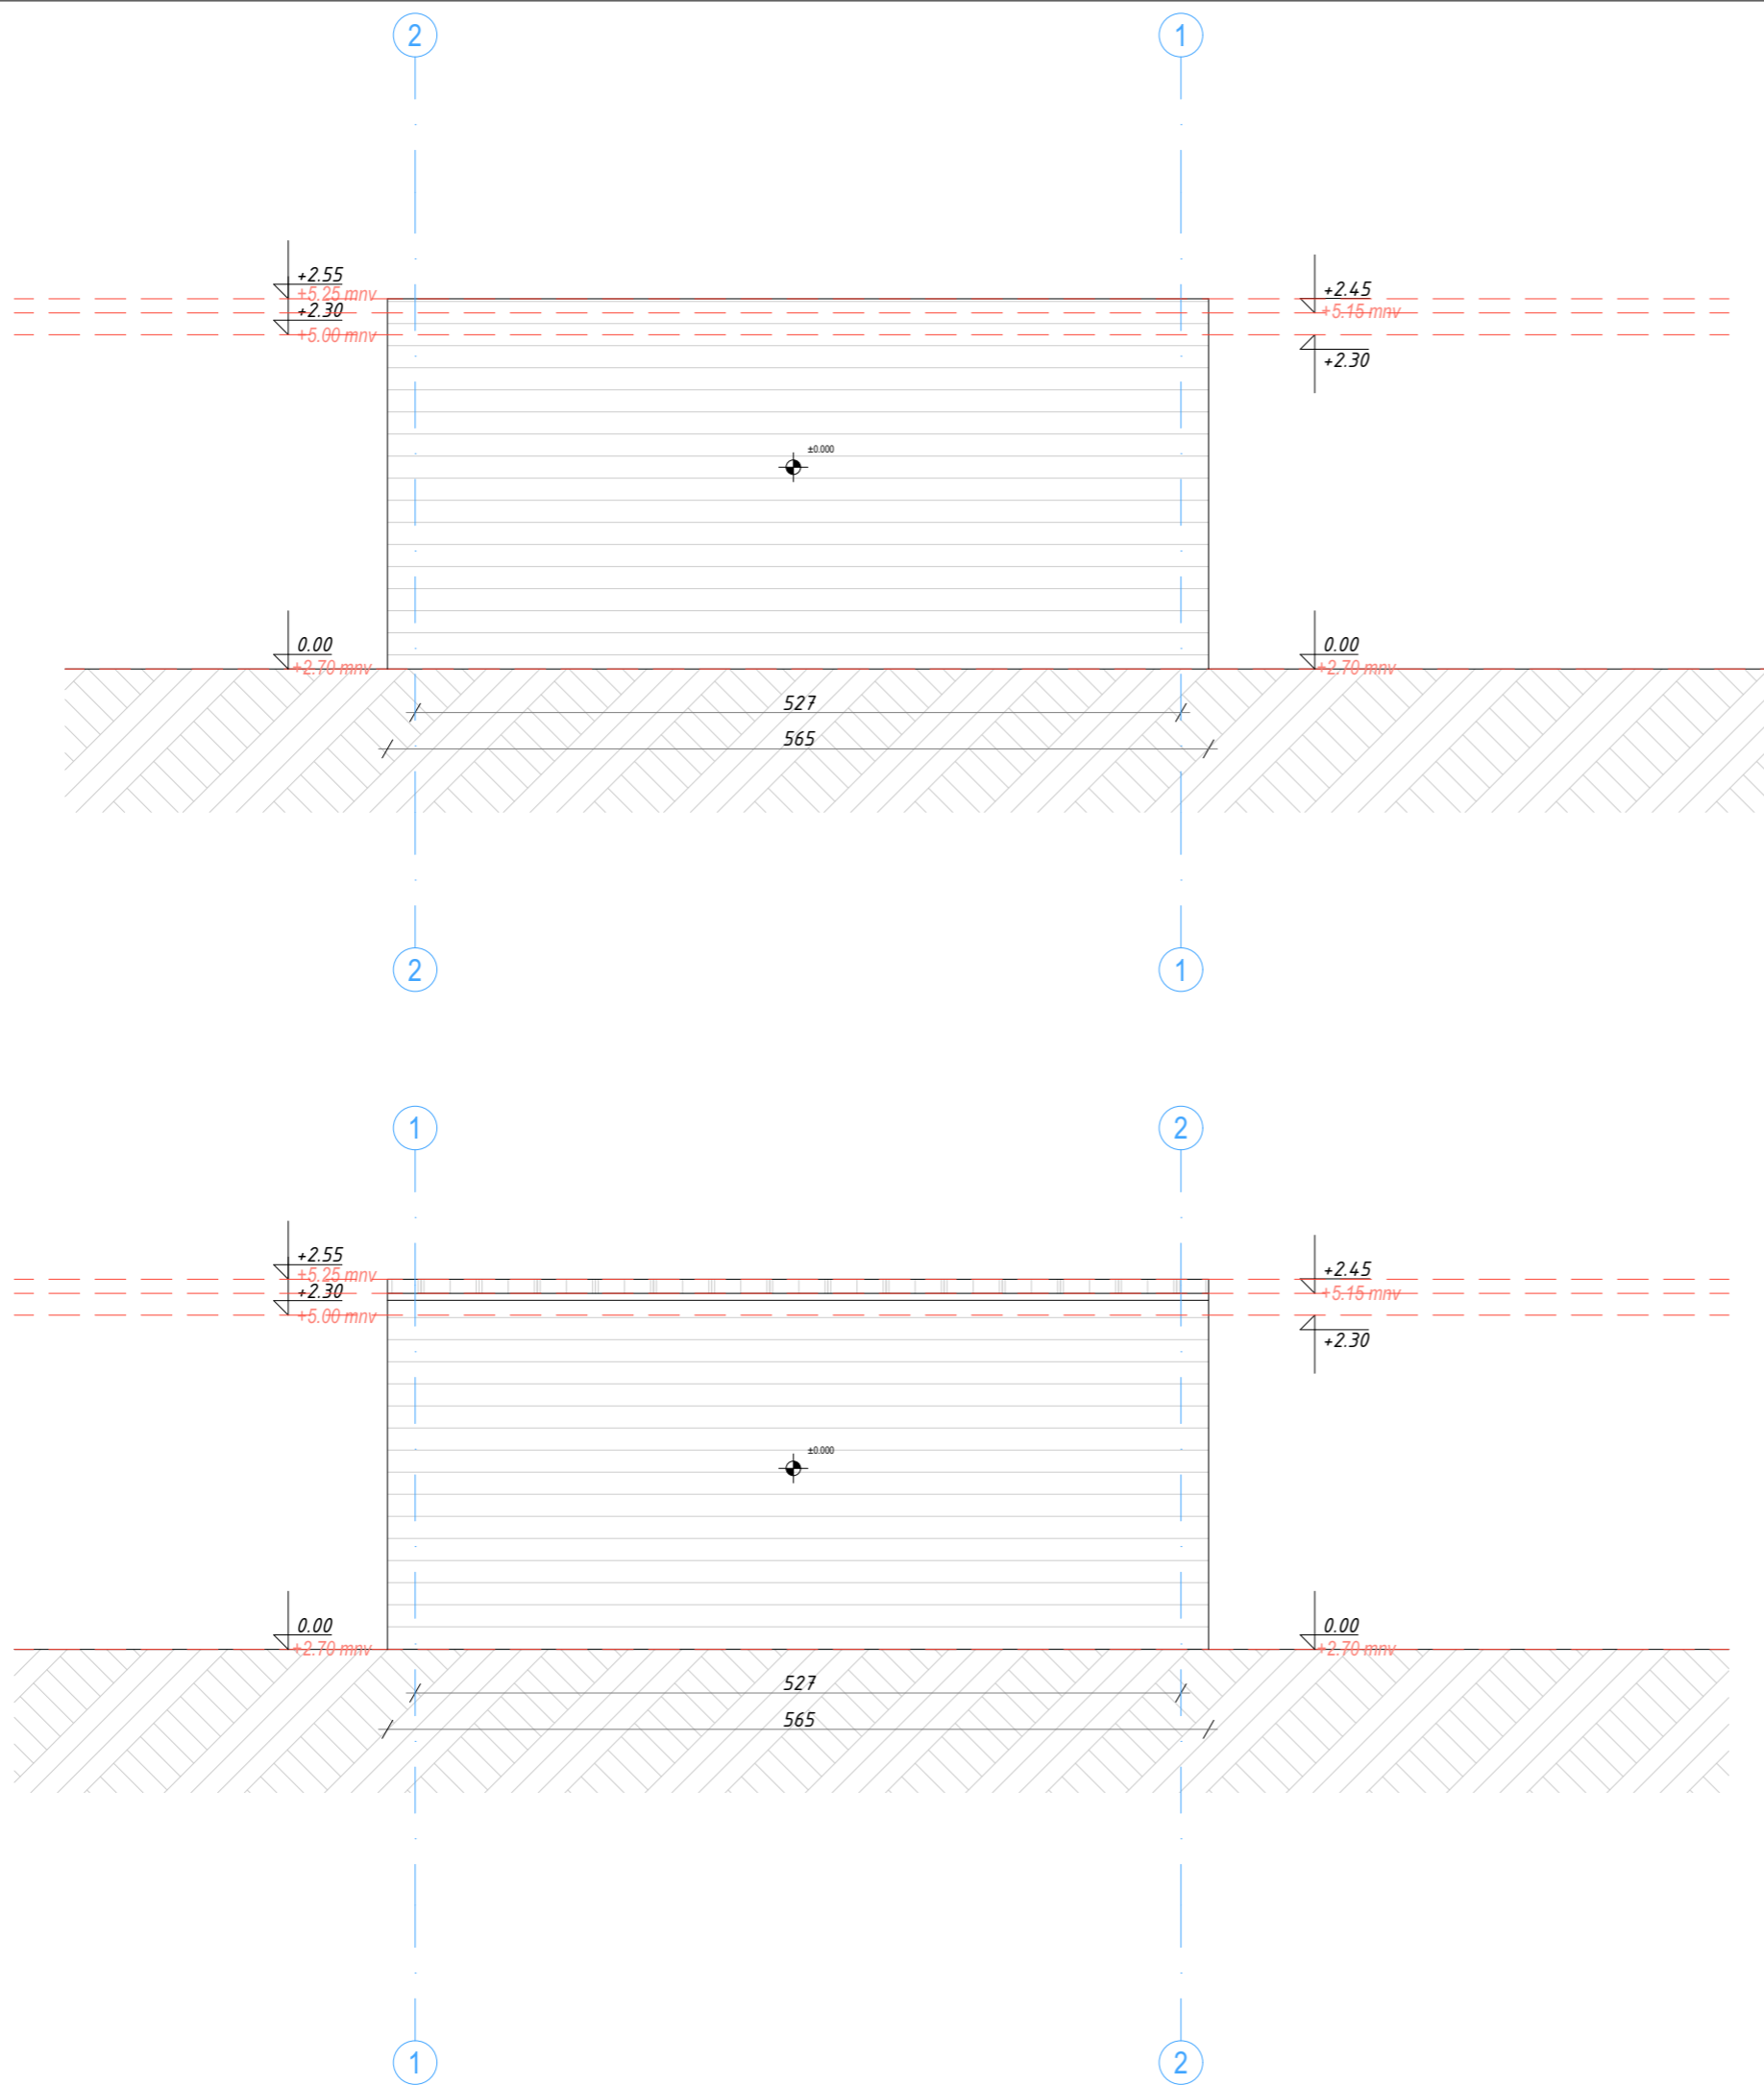 2 1
+2.55
+5.25 mnv
+2.30
+5.00 mnv
+2.45
+5.15 mnv
+2.30
±0.000
0.00
+2.70 mnv
0.00
+2.70 mnv
527
565
2 1
1 2
+2.55
+5.25 mnv
+2.30
+5.00 mnv
+2.45
+5.15 mnv
+2.30
±0.000
0.00
+2.70 mnv
0.00
+2.70 mnv
527
565
1 2